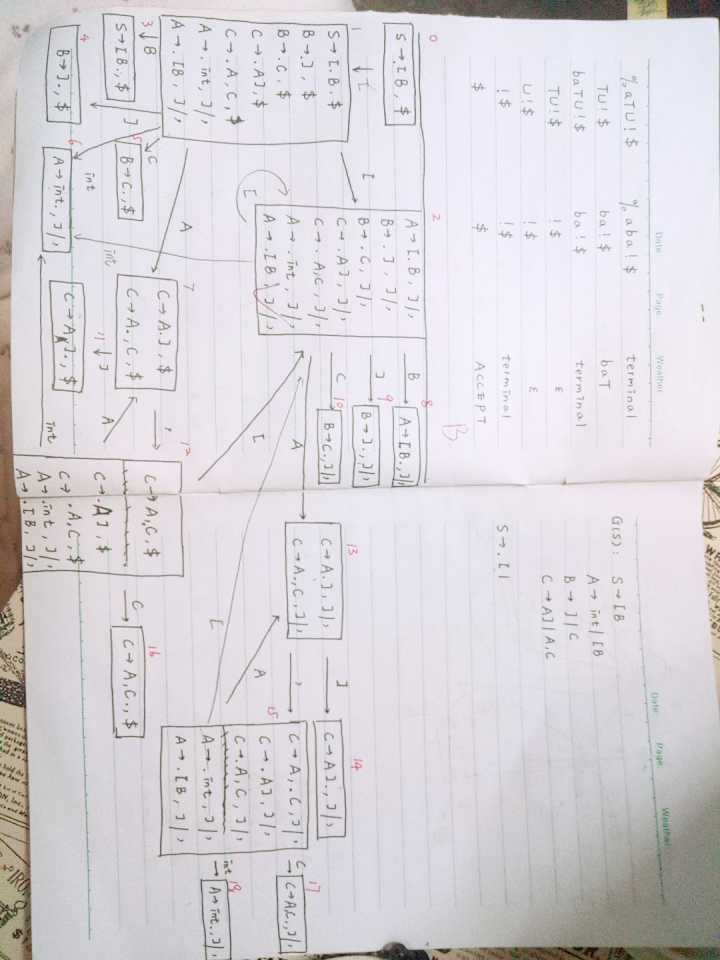 Date Page Weather
%aTU!$ %aba!$ terminal
TU!$ ba!$ baT
baTU!$ ba!$ terminal
TU!$ !$ ε
U!$ !$ ε
!$ !$ terminal
$ $ ACCEPT
B
Date Page Weather
G(S): S→[B
A→ int|[B
B→ ]|C
C→A]|A,C
S→.[]
0
S→.[B, $
[
1
S→[.B.$
B→.], $
B→.C, $
C→.A], $
C→.A,C, $
A→.int, ]/,
A→.[B, ]/,
[
2
A→[.B, ]/,
B→.], ]/,
B→.C, ]/,
C→.A], ]/,
C→.A,C, ]/,
A→.int, ]/,
A→.[B, ]/,
[
B
8
A→[B., ]/,
]
9
B→]., ]/,
C
10
B→C., ]/,
A
13
C→A.], ]/,
C→A.,C, ]/,
]
14
C→A]., ]/,
,
15
C→A,.C, ]/,
C→.A], ]/,
C→.A,C, ]/,
A→.int, ]/,
A→.[B, ]/,
C
17
C→A,C., ]/,
int
18
A→int., ]/,
A
[
[
3
B
S→[B., $
]
4
B→]., $
C
5
B→C., $
int
6
A→int., ]/,
int
A
7
C→A.], $
C→A.,C, $
11
]
C→A]., $
,
12
C→A,.C, $
C→.A], $
C→.A,C, $
A→.int, ]/,
A→.[B, ]/,
A
int
C
16
C→A,C., $